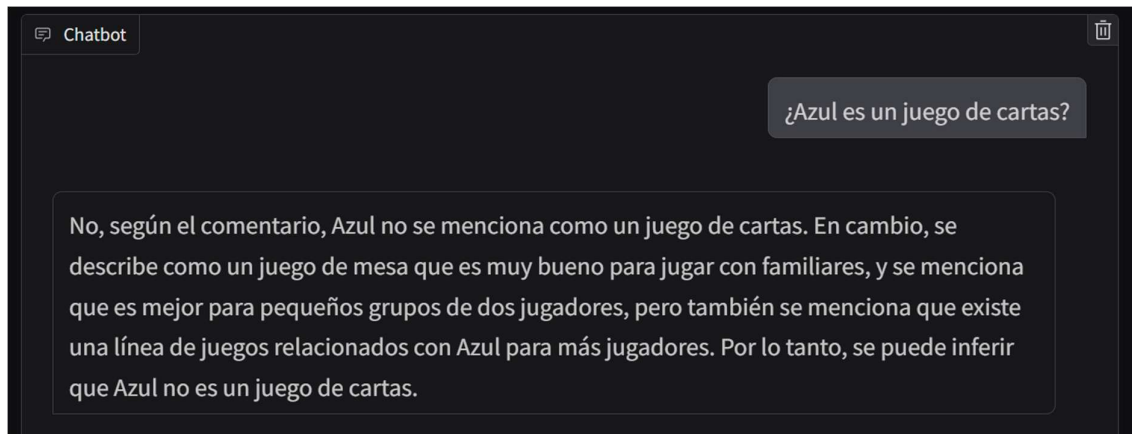 Chatbot
¿Azul es un juego de cartas?
No, según el comentario, Azul no se menciona como un juego de cartas. En cambio, se
describe como un juego de mesa que es muy bueno para jugar con familiares, y se menciona
que es mejor para pequeños grupos de dos jugadores, pero también se menciona que existe
una línea de juegos relacionados con Azul para más jugadores. Por lo tanto, se puede inferir
que Azul no es un juego de cartas.